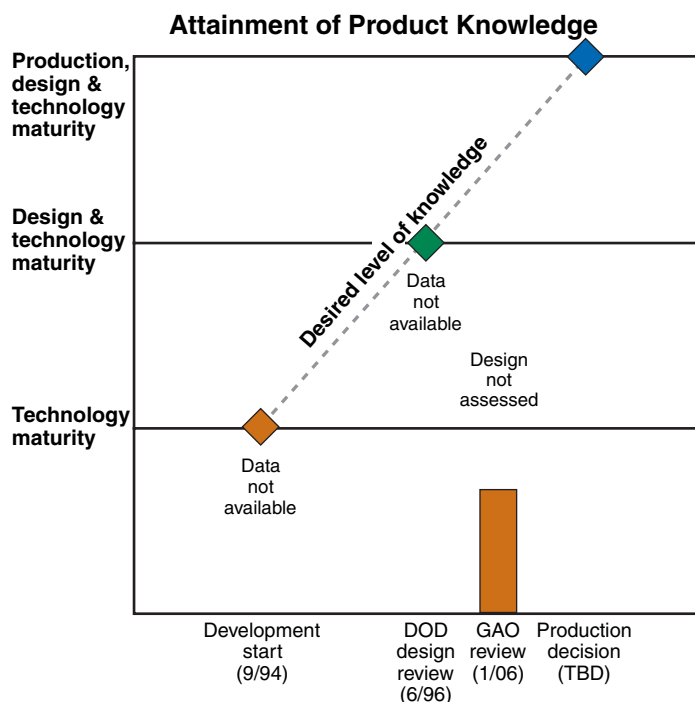 Attainment of Product Knowledge
Production,
design &
technology
maturity
Design &
technology
maturity
Technology
maturity
Desired level of knowledge
Data
not
available
Design
not
assessed
Data
not
available
Development
start
(9/94)
DOD
design
review
(6/96)
GAO
review
(1/06)
Production
decision
(TBD)